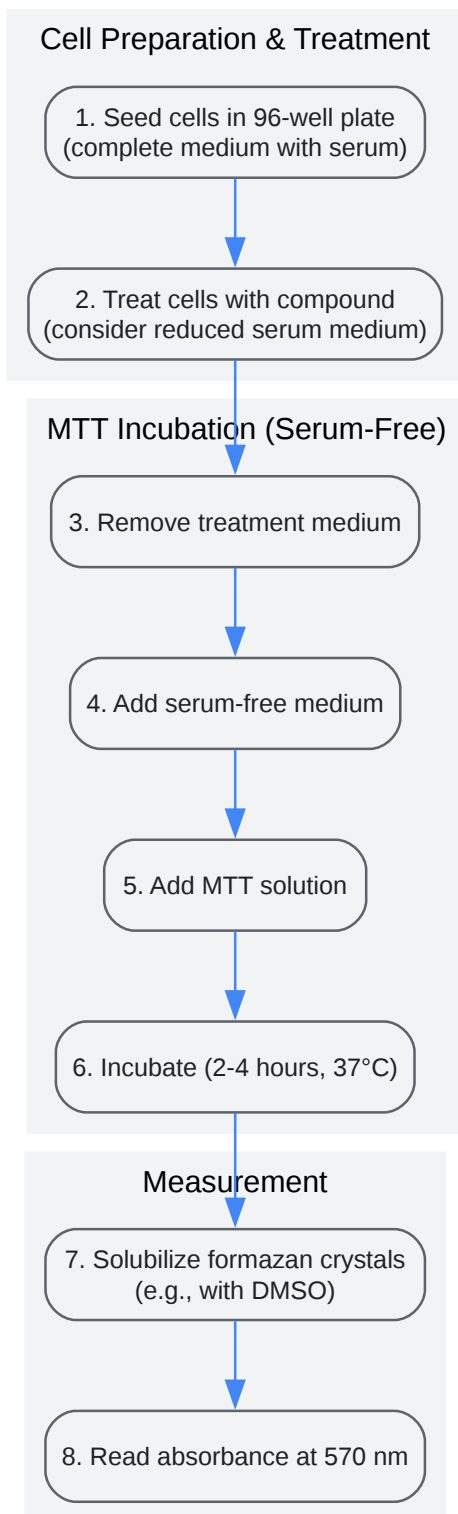 Cell Preparation & Treatment
1. Seed cells in 96-well plate
(complete medium with serum)
2. Treat cells with compound
(consider reduced serum medium)
MTT Incubation (Serum-Free)
3. Remove treatment medium
4. Add serum-free medium
5. Add MTT solution
6. Incubate (2-4 hours, 37°C)
Measurement
7. Solubilize formazan crystals
(e.g., with DMSO)
8. Read absorbance at 570 nm